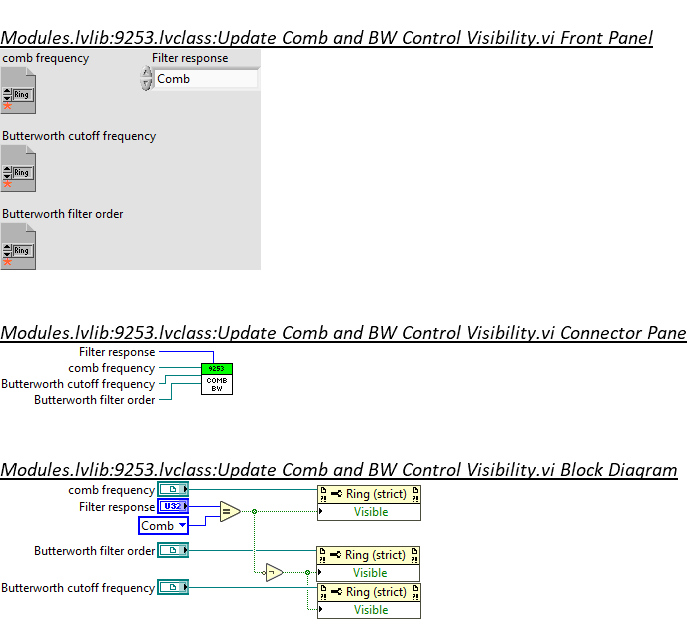 Modules.lvlib:9253.lvclass:Update Comb and BW Control Visibility.vi Front Panel
comb frequency
Filter response
Ring
Comb
Butterworth cutoff frequency
Ring
Butterworth filter order
Ring
Modules.lvlib:9253.lvclass:Update Comb and BW Control Visibility.vi Connector Pane
Filter response
comb frequency
9253
Butterworth cutoff frequency
COMB
BW
Butterworth filter order
Modules.lvlib:9253.lvclass:Update Comb and BW Control Visibility.vi Block Diagram
comb frequency
Ring (strict)
Filter response
U32
Visible
Comb
Butterworth filter order
Ring (strict)
Visible
Butterworth cutoff frequency
Ring (strict)
Visible